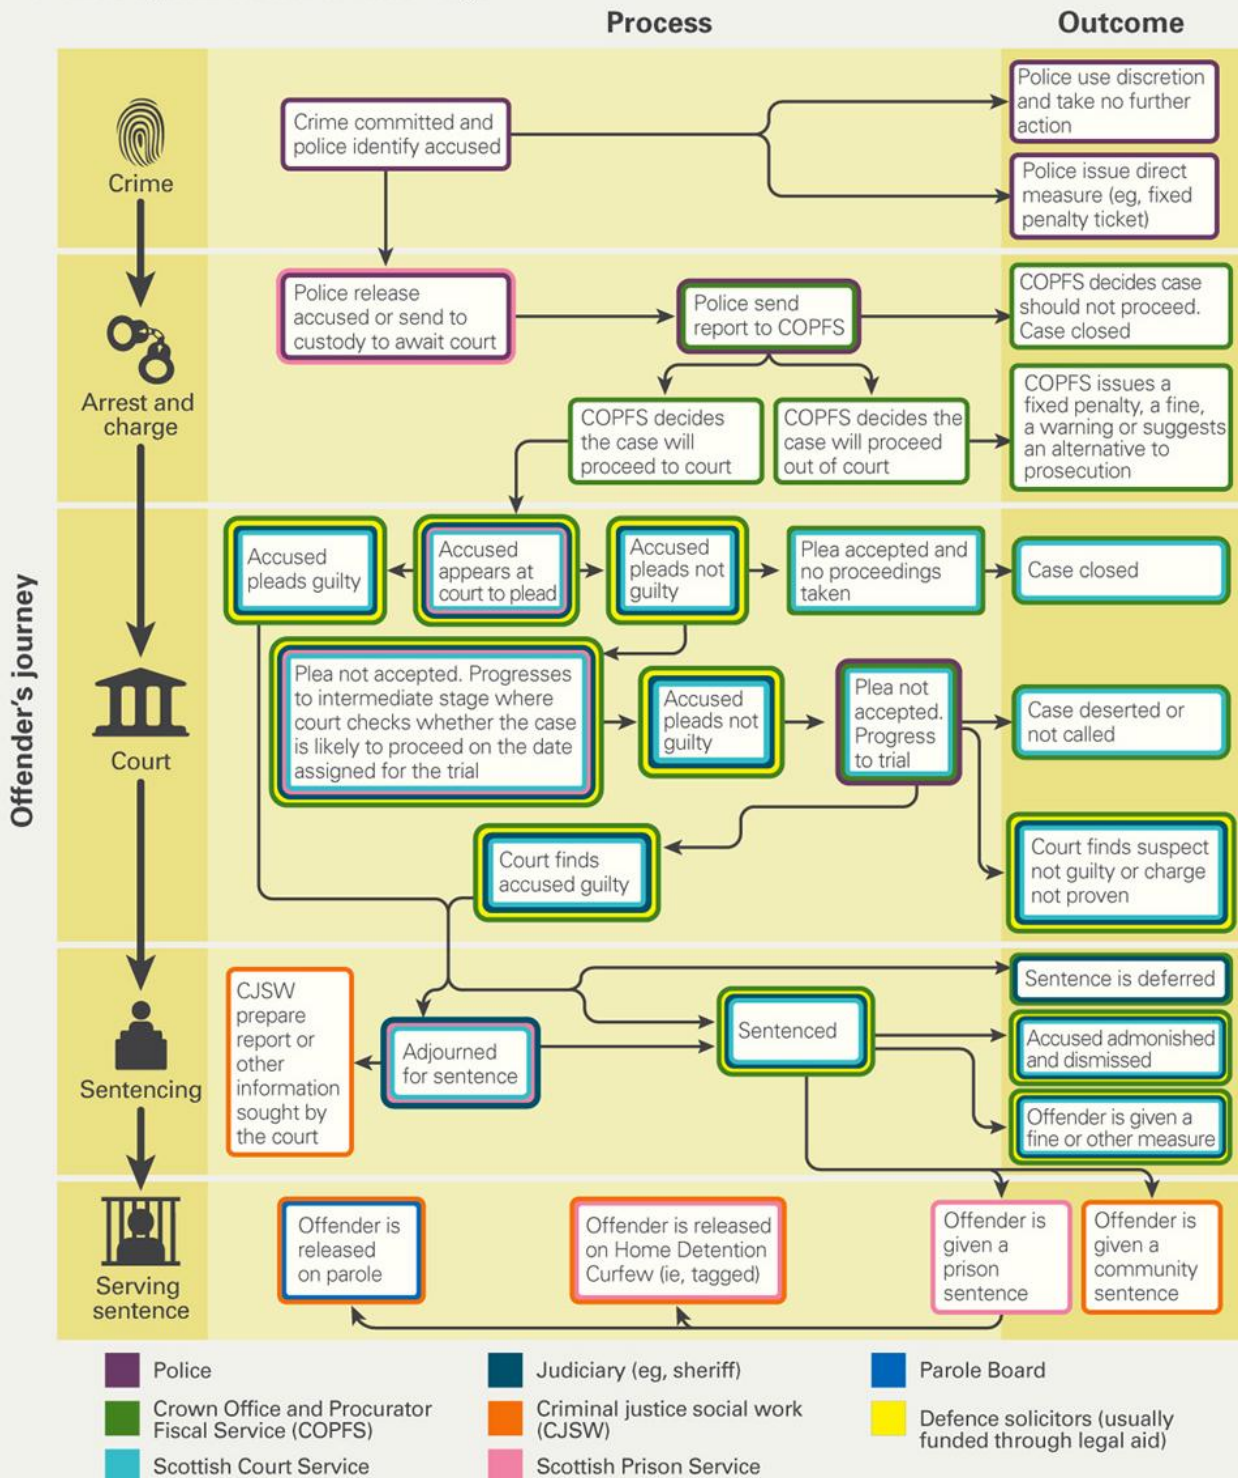 Process
Outcome
Offender's journey
Crime
Crime committed and
police identify accused
Police use discretion
and take no further
action
Police issue direct
measure (eg, fixed
penalty ticket)
Arrest and
charge
Police release
accused or send to
custody to await court
Police send
report to COPFS
COPFS decides case
should not proceed.
Case closed
COPFS decides
the case will
proceed to court
COPFS decides the
case will proceed
out of court
COPFS issues a
fixed penalty, a fine,
a warning or suggests
an alternative to
prosecution
Court
Accused
pleads guilty
Accused
appears at
court to plead
Accused
pleads not
guilty
Plea accepted and
no proceedings
taken
Case closed
Plea not accepted. Progresses
to intermediate stage where
court checks whether the case
is likely to proceed on the date
assigned for the trial
Accused
pleads not
guilty
Plea not
accepted.
Progress
to trial
Case deserted or
not called
Court finds
accused guilty
Court finds suspect
not guilty or charge
not proven
Sentencing
CJSW
prepare
report or
other
information
sought by
the court
Adjourned
for sentence
Sentenced
Sentence is deferred
Accused admonished
and dismissed
Offender is given a
fine or other measure
Serving
sentence
Offender is
released
on parole
Offender is released
on Home Detention
Curfew (ie, tagged)
Offender is
given a
prison
sentence
Offender is
given a
community
sentence
Police
Crown Office and Procurator
Fiscal Service (COPFS)
Scottish Court Service
Judiciary (eg, sheriff)
Criminal justice social work
(CJSW)
Scottish Prison Service
Parole Board
Defence solicitors (usually
funded through legal aid)